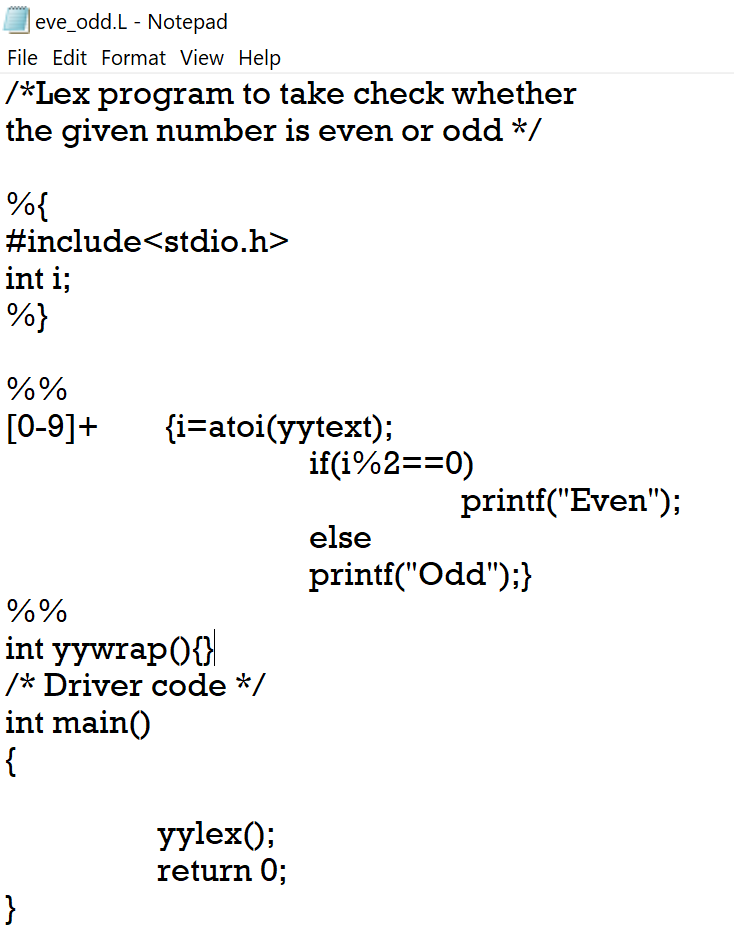 eve_odd.L - Notepad
File Edit Format View Help
/*Lex program to take check whether
the given number is even or odd */
%{
#include<stdio.h>
int i;
%}
%%
[0-9]+ {i=atoi(yytext);
if(i%2==0)
printf("Even");
else
printf("Odd");}
%%
int yywrap(){}
/* Driver code */
int main()
{
yylex();
return 0;
}